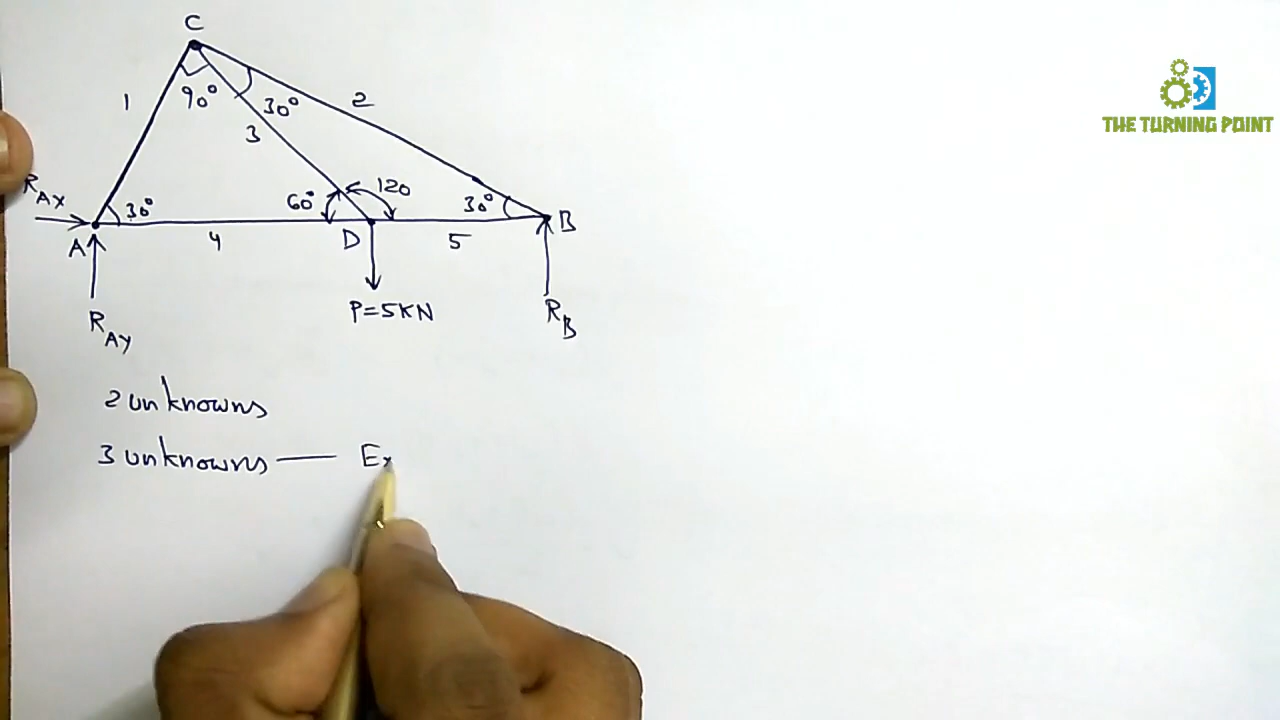 C
1
90°
30°
2
3
R_AX
30°
60°
120
30°
A
4
D
5
B
R_AY
P=5KN
R_B
2 unknowns
3 unknowns — Ex
THE TURNING POINT